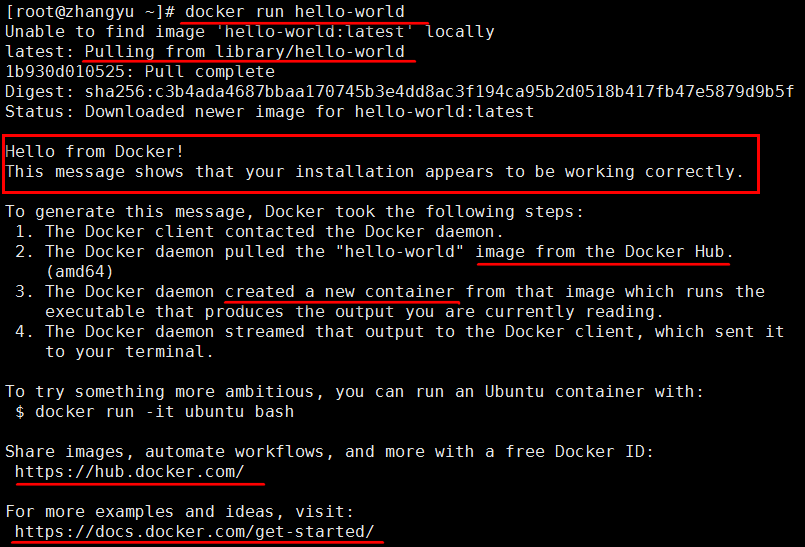 [root@zhangyu ~]# docker run hello-world
Unable to find image 'hello-world:latest' locally
latest: Pulling from library/hello-world
1b930d010525: Pull complete
Digest: sha256:c3b4ada4687bbaa170745b3e4dd8ac3f194ca95b2d0518b417fb47e5879d9b5f
Status: Downloaded newer image for hello-world:latest
Hello from Docker!
This message shows that your installation appears to be working correctly.
To generate this message, Docker took the following steps:
1. The Docker client contacted the Docker daemon.
2. The Docker daemon pulled the "hello-world" image from the Docker Hub.
(amd64)
3. The Docker daemon created a new container from that image which runs the
executable that produces the output you are currently reading.
4. The Docker daemon streamed that output to the Docker client, which sent it
to your terminal.
To try something more ambitious, you can run an Ubuntu container with:
$ docker run -it ubuntu bash
Share images, automate workflows, and more with a free Docker ID:
https://hub.docker.com/
For more examples and ideas, visit:
https://docs.docker.com/get-started/